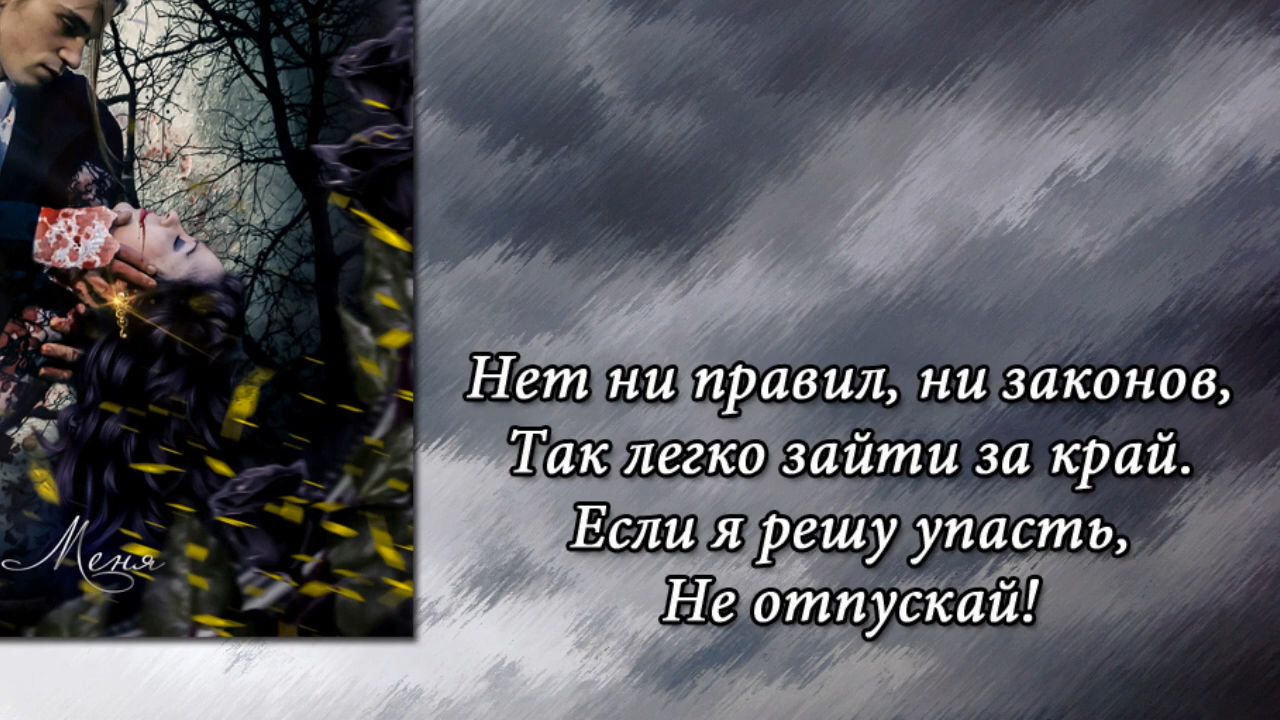 Меня
Нет ни правил, ни законов,
Так легко зайти за край.
Если я решу упасть,
Не отпускай!